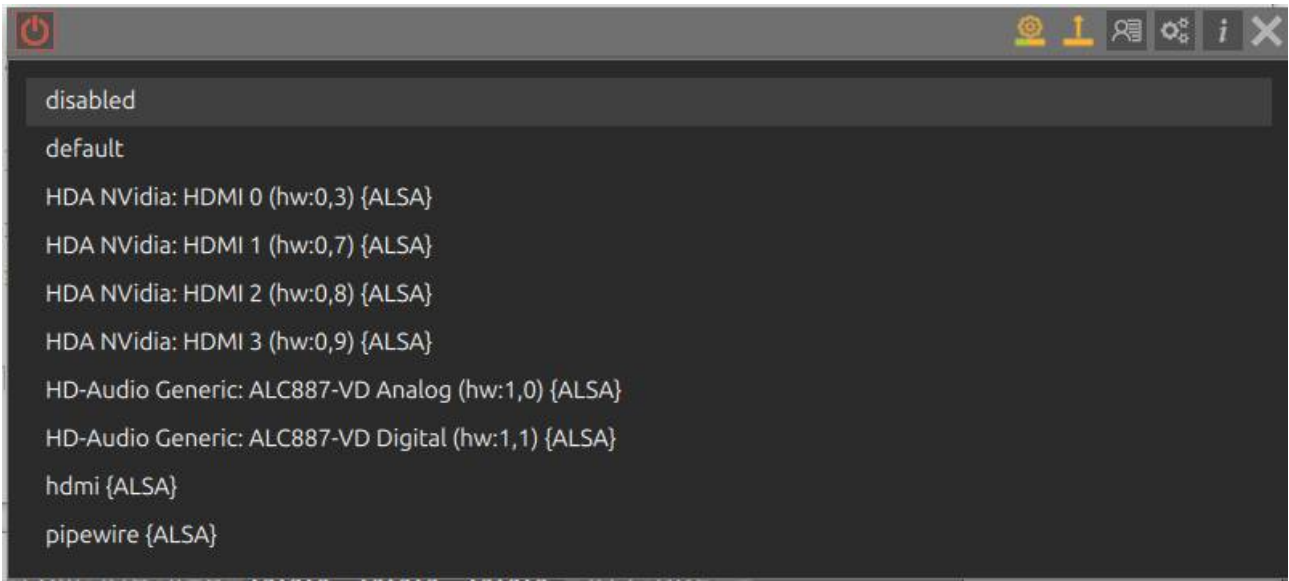 disabled
default
HDA NVidia: HDMI 0 (hw:0,3) {ALSA}
HDA NVidia: HDMI 1 (hw:0,7) {ALSA}
HDA NVidia: HDMI 2 (hw:0,8) {ALSA}
HDA NVidia: HDMI 3 (hw:0,9) {ALSA}
HD-Audio Generic: ALC887-VD Analog (hw:1,0) {ALSA}
HD-Audio Generic: ALC887-VD Digital (hw:1,1) {ALSA}
hdmi {ALSA}
pipewire {ALSA}